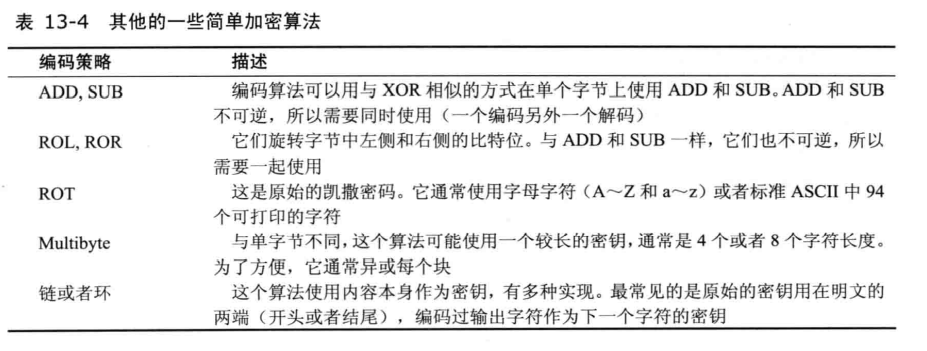 表 13-4 其他的一些简单加密算法
编码策略 描述
ADD, SUB 编码算法可以用与 XOR 相似的方式在单个字节上使用 ADD 和 SUB。ADD 和 SUB
不可逆，所以需要同时使用（一个编码另外一个解码）
ROL, ROR 它们旋转字节中左侧和右侧的比特位。与 ADD 和 SUB 一样，它们也不可逆，所以
需要一起使用
ROT 这是原始的凯撒密码。它通常使用字母字符（A～Z 和 a～z）或者标准 ASCII 中 94
个可打印的字符
Multibyte 与单字节不同，这个算法可能使用一个较长的密钥，通常是 4 个或者 8 个字符长度。
为了方便，它通常异或每个块
链或者环 这个算法使用内容本身作为密钥，有多种实现。最常见的是原始的密钥用在明文的
两端（开头或者结尾），编码过输出字符作为下一个字符的密钥